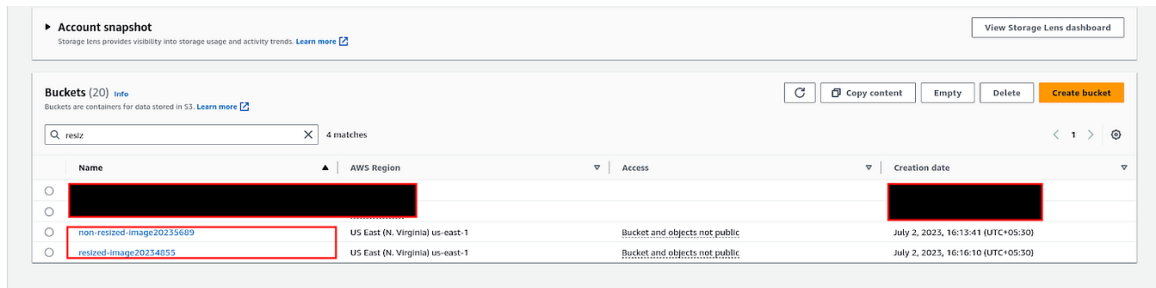 Account snapshot
Storage lens provides visibility into storage usage and activity trends. Learn more
View Storage Lens dashboard
Buckets (20) Info
Buckets are containers for data stored in S3. Learn more
Copy content
Empty
Delete
Create bucket
resiz
4 matches
1
Name AWS Region Access Creation date
non-resized-image20235689 US East (N. Virginia) us-east-1 Bucket and objects not public July 2, 2023, 16:13:41 (UTC+05:30)
resized-image20234855 US East (N. Virginia) us-east-1 Bucket and objects not public July 2, 2023, 16:16:10 (UTC+05:30)